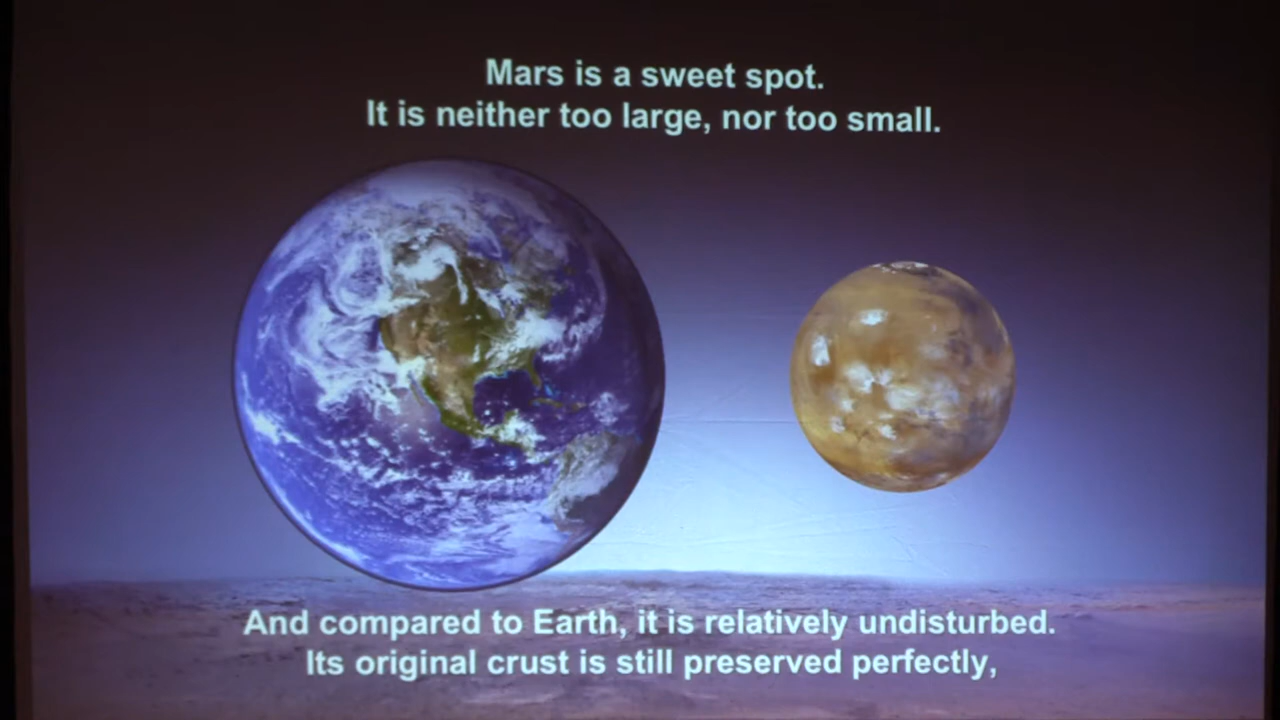 Mars is a sweet spot.
It is neither too large, nor too small.
And compared to Earth, it is relatively undisturbed.
Its original crust is still preserved perfectly,